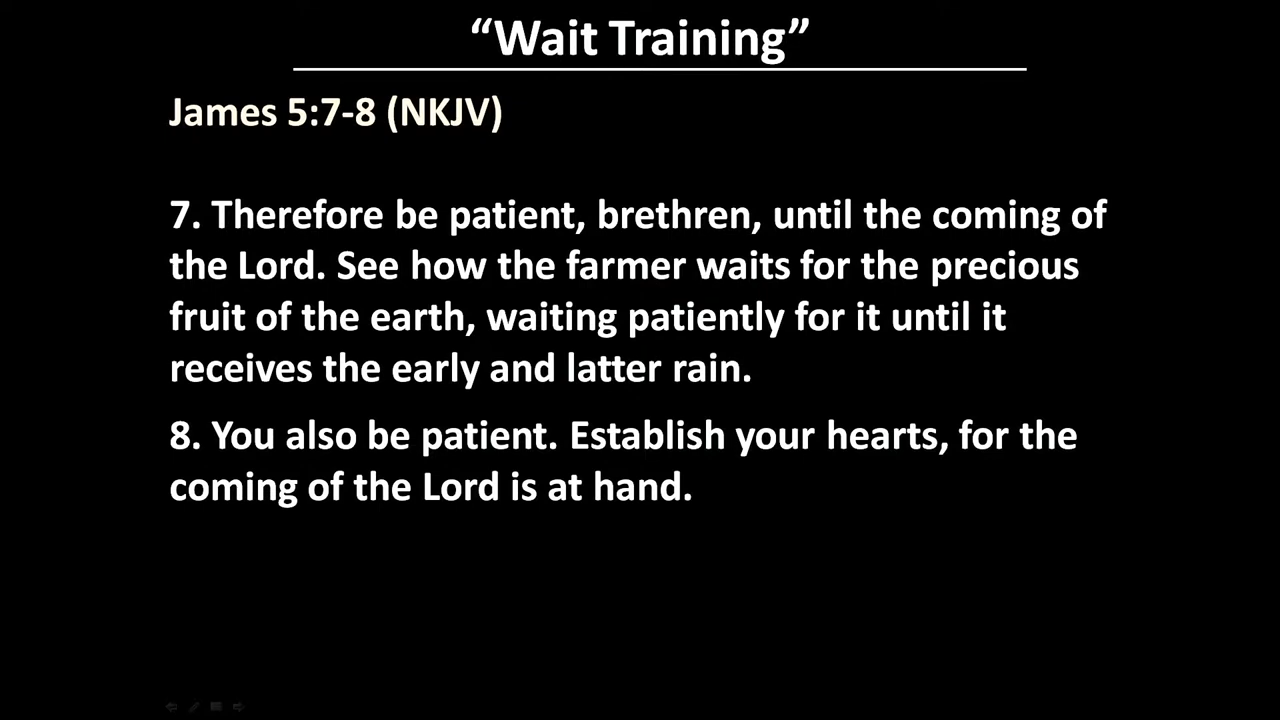 “Wait Training”
James 5:7-8 (NKJV)
7. Therefore be patient, brethren, until the coming of
the Lord. See how the farmer waits for the precious
fruit of the earth, waiting patiently for it until it
receives the early and latter rain.
8. You also be patient. Establish your hearts, for the
coming of the Lord is at hand.